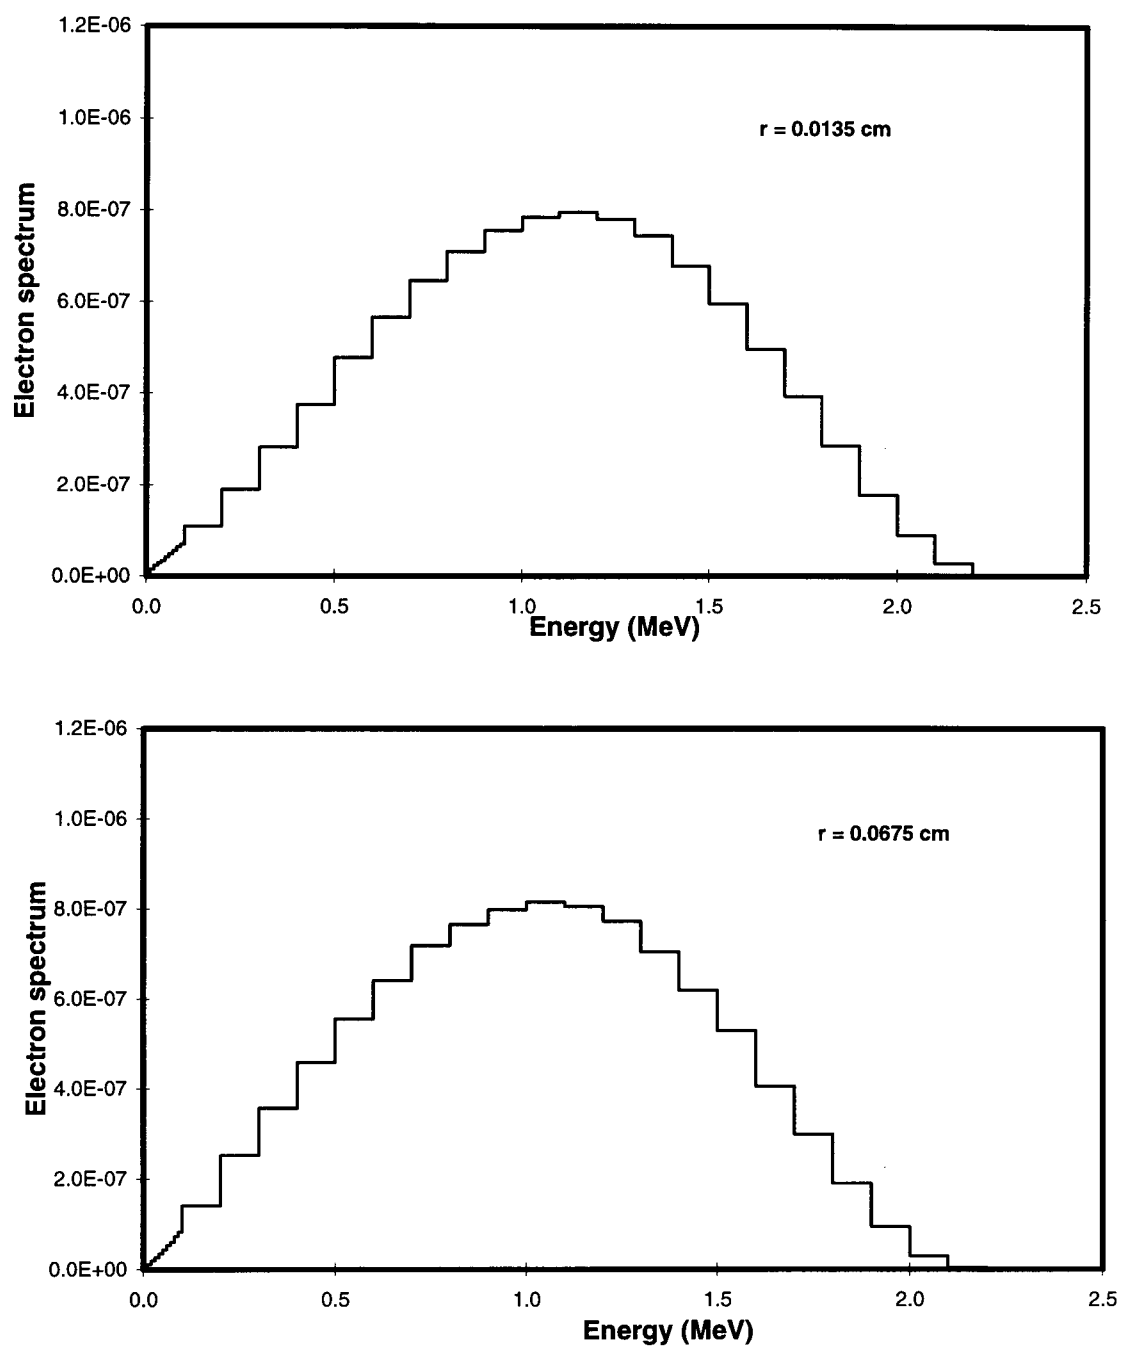 1.2E-06
1.0E-06
8.0E-07
6.0E-07
4.0E-07
2.0E-07
0.0E+00
Electron spectrum
r = 0.0135 cm
0.0 0.5 1.0 1.5 2.0 2.5
Energy (MeV)
1.2E-06
1.0E-06
8.0E-07
6.0E-07
4.0E-07
2.0E-07
0.0E+00
Electron spectrum
r = 0.0675 cm
0.0 0.5 1.0 1.5 2.0 2.5
Energy (MeV)